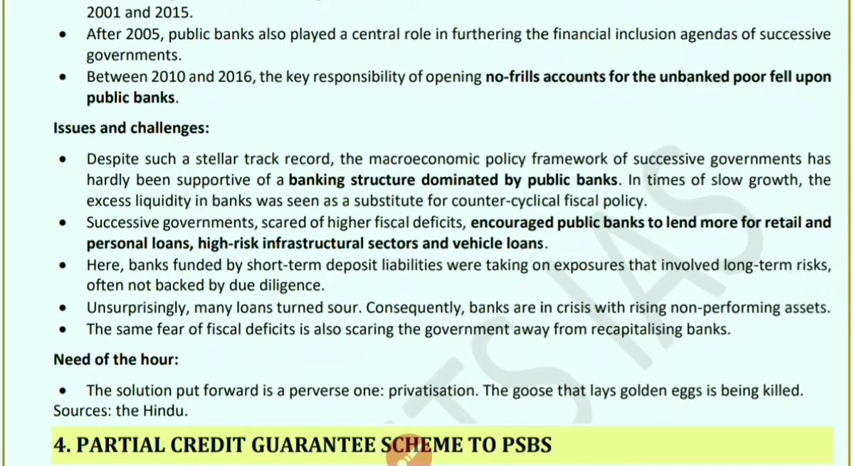 2001 and 2015.
• After 2005, public banks also played a central role in furthering the financial inclusion agendas of successive
governments.
• Between 2010 and 2016, the key responsibility of opening no-frills accounts for the unbanked poor fell upon
public banks.
Issues and challenges:
• Despite such a stellar track record, the macroeconomic policy framework of successive governments has
hardly been supportive of a banking structure dominated by public banks. In times of slow growth, the
excess liquidity in banks was seen as a substitute for counter-cyclical fiscal policy.
• Successive governments, scared of higher fiscal deficits, encouraged public banks to lend more for retail and
personal loans, high-risk infrastructural sectors and vehicle loans.
• Here, banks funded by short-term deposit liabilities were taking on exposures that involved long-term risks,
often not backed by due diligence.
• Unsurprisingly, many loans turned sour. Consequently, banks are in crisis with rising non-performing assets.
• The same fear of fiscal deficits is also scaring the government away from recapitalising banks.
Need of the hour:
• The solution put forward is a perverse one: privatisation. The goose that lays golden eggs is being killed.
Sources: the Hindu.
4. PARTIAL CREDIT GUARANTEE SCHEME TO PSBS